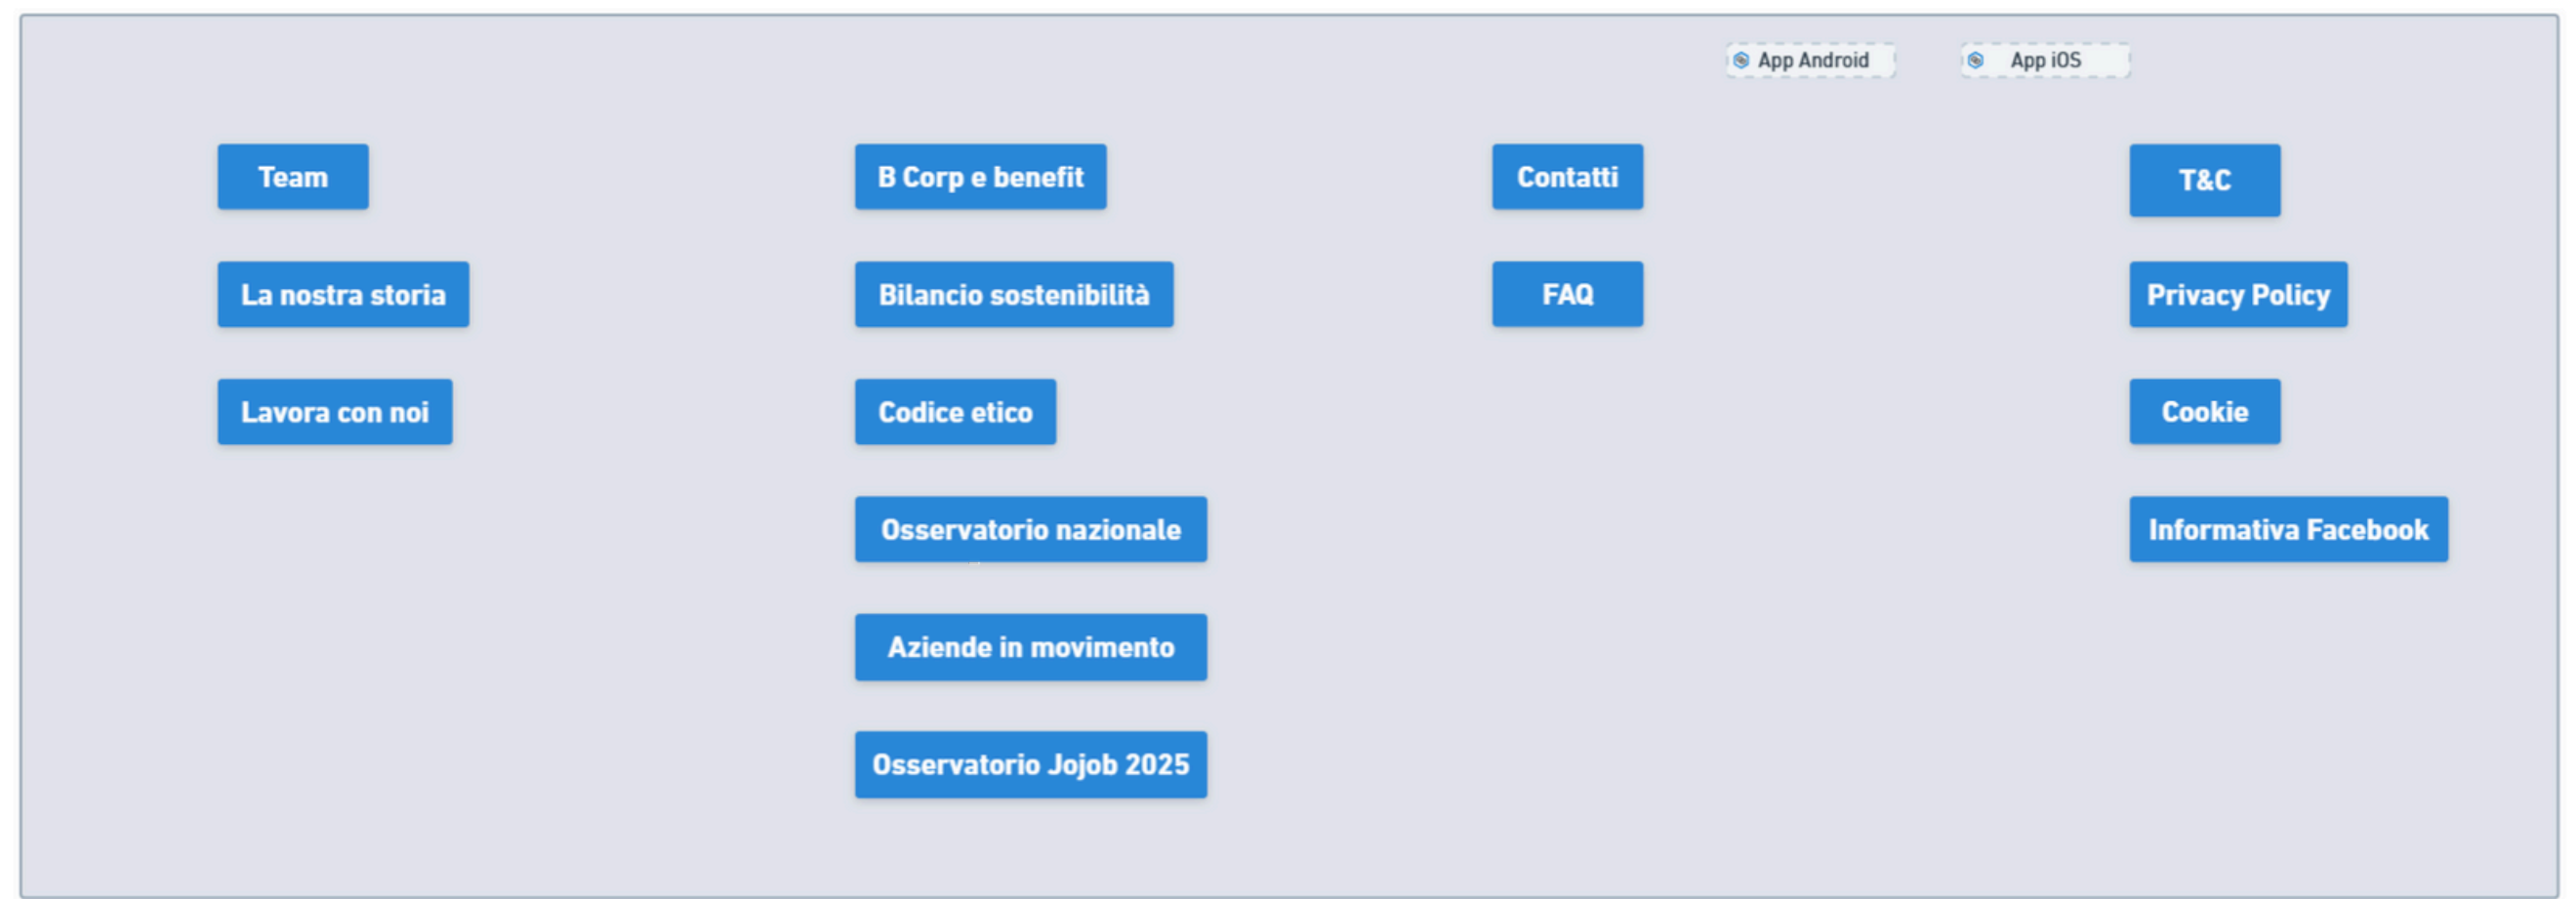 App Android
App iOS
Team
La nostra storia
Lavora con noi
B Corp e benefit
Bilancio sostenibilità
Codice etico
Osservatorio nazionale
Aziende in movimento
Osservatorio Jojob 2025
Contatti
FAQ
T&C
Privacy Policy
Cookie
Informativa Facebook